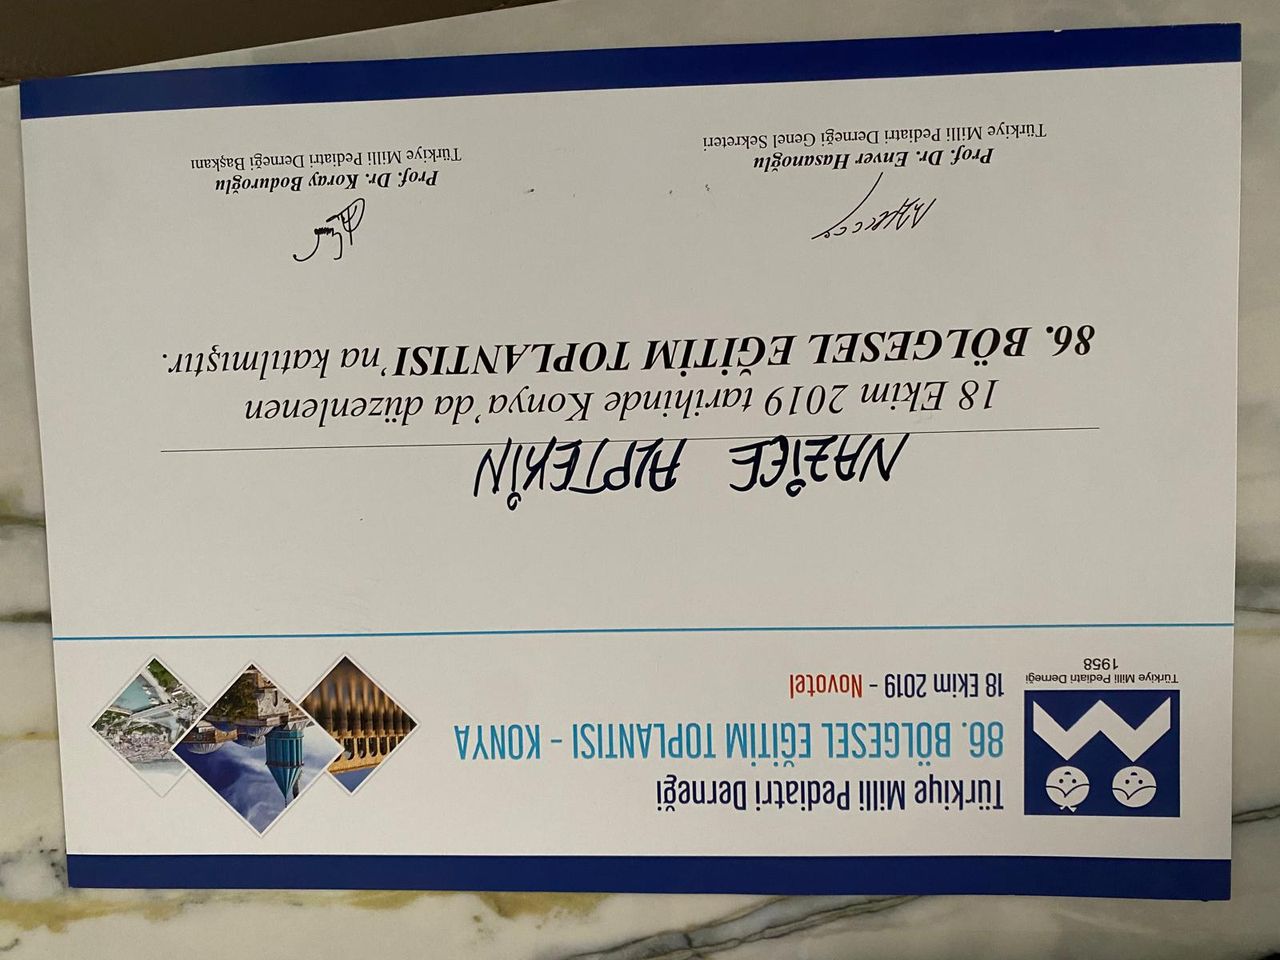 Türkiye Milli Pediatri Derneği
1958
Türkiye Milli Pediatri Derneği
86. BÖLGESEL EĞİTİM TOPLANTISI - KONYA
18 Ekim 2019 - Novotel
NAZİCE ALPTEKİN
18 Ekim 2019 tarihinde Konya'da düzenlenen
86. BÖLGESEL EĞİTİM TOPLANTISI'na katılmıştır.
Prof. Dr. Enver Hasanoğlu
Türkiye Milli Pediatri Derneği Genel Sekreteri
Prof. Dr. Koray Boduroğlu
Türkiye Milli Pediatri Derneği Başkanı